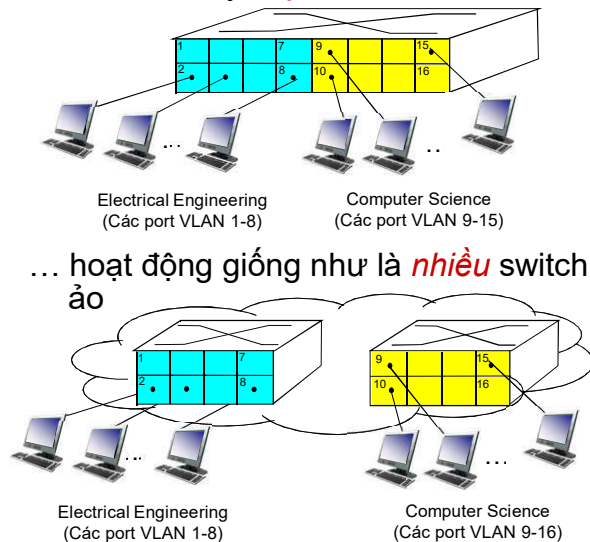 1 7 9 15
2 8 10 16
... ..
Electrical Engineering
(Các port VLAN 1-8)
Computer Science
(Các port VLAN 9-15)
… hoạt động giống như là nhiều switch
ảo
1 7
2 8
9 15
10 16
... …
Electrical Engineering
(Các port VLAN 1-8)
Computer Science
(Các port VLAN 9-16)